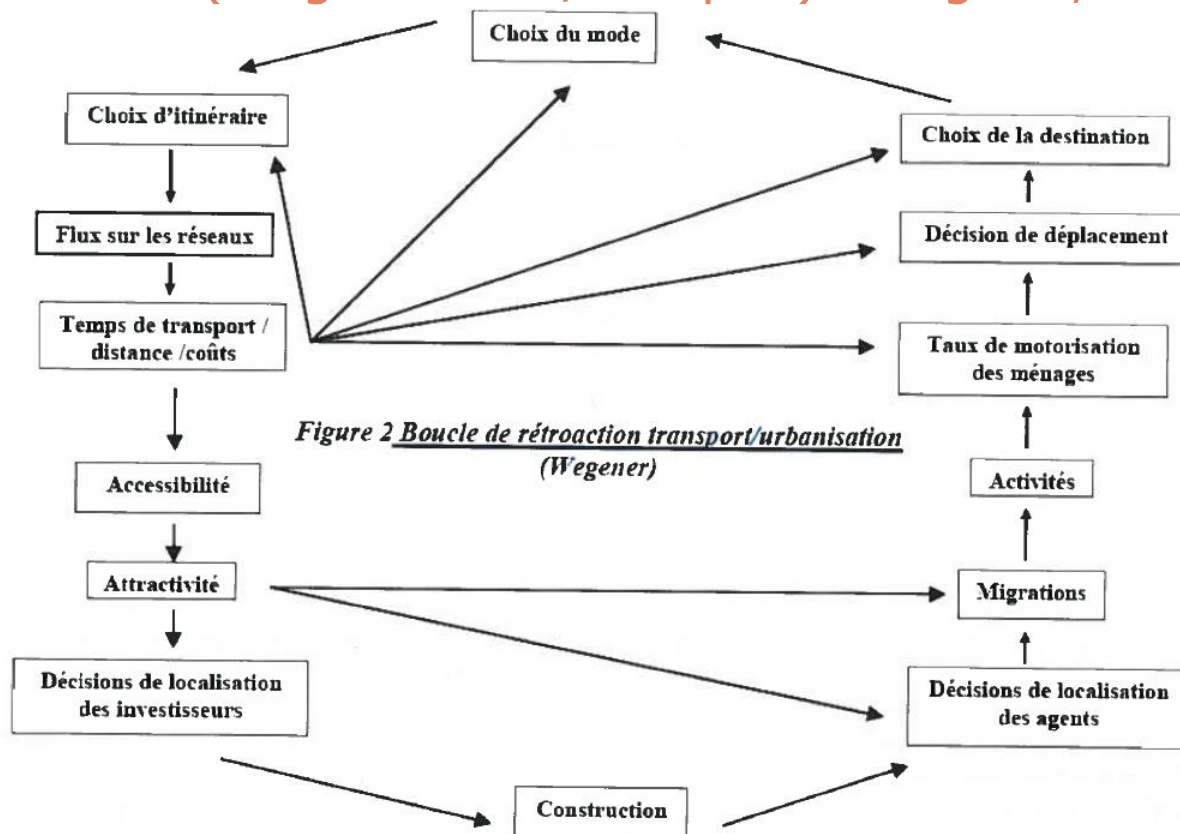 Choix du mode
Choix d'itinéraire
Choix de la destination
Flux sur les réseaux
Décision de déplacement
Temps de transport /
distance /coûts
Taux de motorisation
des ménages
Figure 2 Boucle de rétroaction transport/urbanisation
(Wegener)
Accessibilité
Activités
Attractivité
Migrations
Décisions de localisation
des investisseurs
Décisions de localisation
des agents
Construction